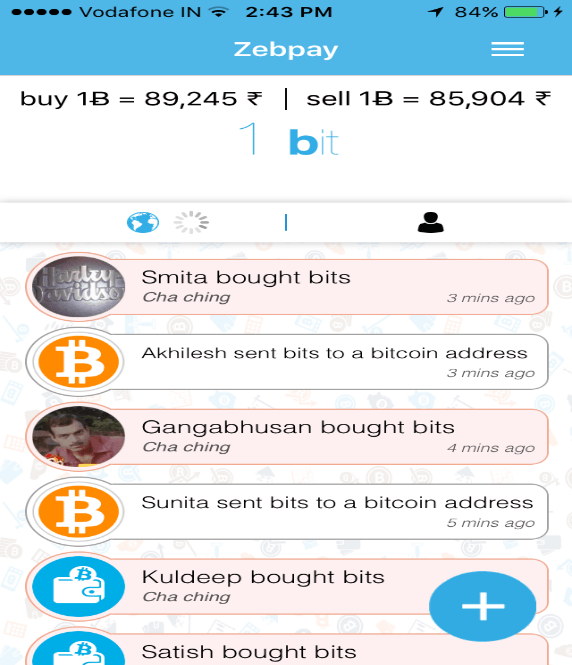 Vodafone IN 2:43 PM 84%
Zebpay
buy 1Ƀ = 89,245 ₹ | sell 1Ƀ = 85,904 ₹
1 bit
Harley-Davidson
Smita bought bits
Cha ching
3 mins ago
Akhilesh sent bits to a bitcoin address
3 mins ago
Gangabhusan bought bits
Cha ching
4 mins ago
Sunita sent bits to a bitcoin address
5 mins ago
Kuldeep bought bits
Cha ching
Satish bought bits